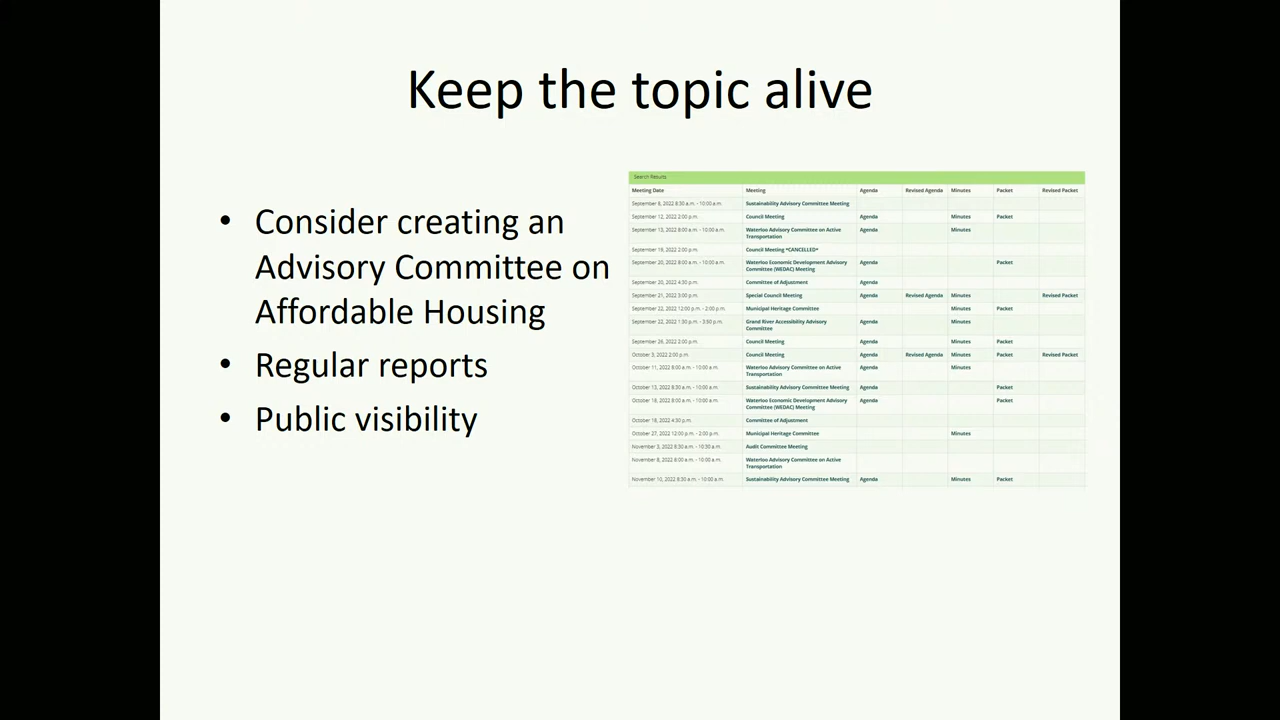 Keep the topic alive
• Consider creating an
Advisory Committee on
Affordable Housing
• Regular reports
• Public visibility
Search Results
Meeting Date Meeting Agenda Revised Agenda Minutes Packet Revised Packet
September 8, 2022 8:30 a.m. - 10:00 a.m. Sustainability Advisory Committee Meeting
September 12, 2022 2:00 p.m. Council Meeting Agenda Minutes Packet
September 13, 2022 8:00 a.m. - 10:00 a.m. Waterloo Advisory Committee on Active Agenda Minutes
Transportation
September 19, 2022 2:00 p.m. Council Meeting *CANCELLED*
September 20, 2022 8:00 a.m. - 10:00 a.m. Waterloo Economic Development Advisory Agenda Packet
Committee (WEDAC) Meeting
September 20, 2022 4:30 p.m. Committee of Adjustment Agenda
September 21, 2022 3:00 p.m. Special Council Meeting Agenda Revised Agenda Minutes Revised Packet
September 22, 2022 12:00 p.m. - 2:00 p.m. Municipal Heritage Committee Minutes Packet
September 22, 2022 1:30 p.m. - 3:30 p.m. Grand River Accessibility Advisory Agenda Minutes
Committee
September 26, 2022 2:00 p.m. Council Meeting Agenda Minutes Packet
October 3, 2022 2:00 p.m. Council Meeting Agenda Revised Agenda Minutes Packet Revised Packet
October 11, 2022 8:00 a.m. - 10:00 a.m. Waterloo Advisory Committee on Active Agenda Minutes
Transportation
October 13, 2022 8:30 a.m. - 10:00 a.m. Sustainability Advisory Committee Meeting Agenda Packet
October 18, 2022 8:00 a.m. - 10:00 a.m. Waterloo Economic Development Advisory Agenda Packet
Committee (WEDAC) Meeting
October 18, 2022 4:30 p.m. Committee of Adjustment
October 27, 2022 12:00 p.m. - 2:00 p.m. Municipal Heritage Committee Minutes
November 3, 2022 8:30 a.m. - 10:30 a.m. Audit Committee Meeting
November 8, 2022 8:00 a.m. - 10:00 a.m. Waterloo Advisory Committee on Active
Transportation
November 10, 2022 8:30 a.m. - 10:00 a.m. Sustainability Advisory Committee Meeting Agenda Minutes Packet